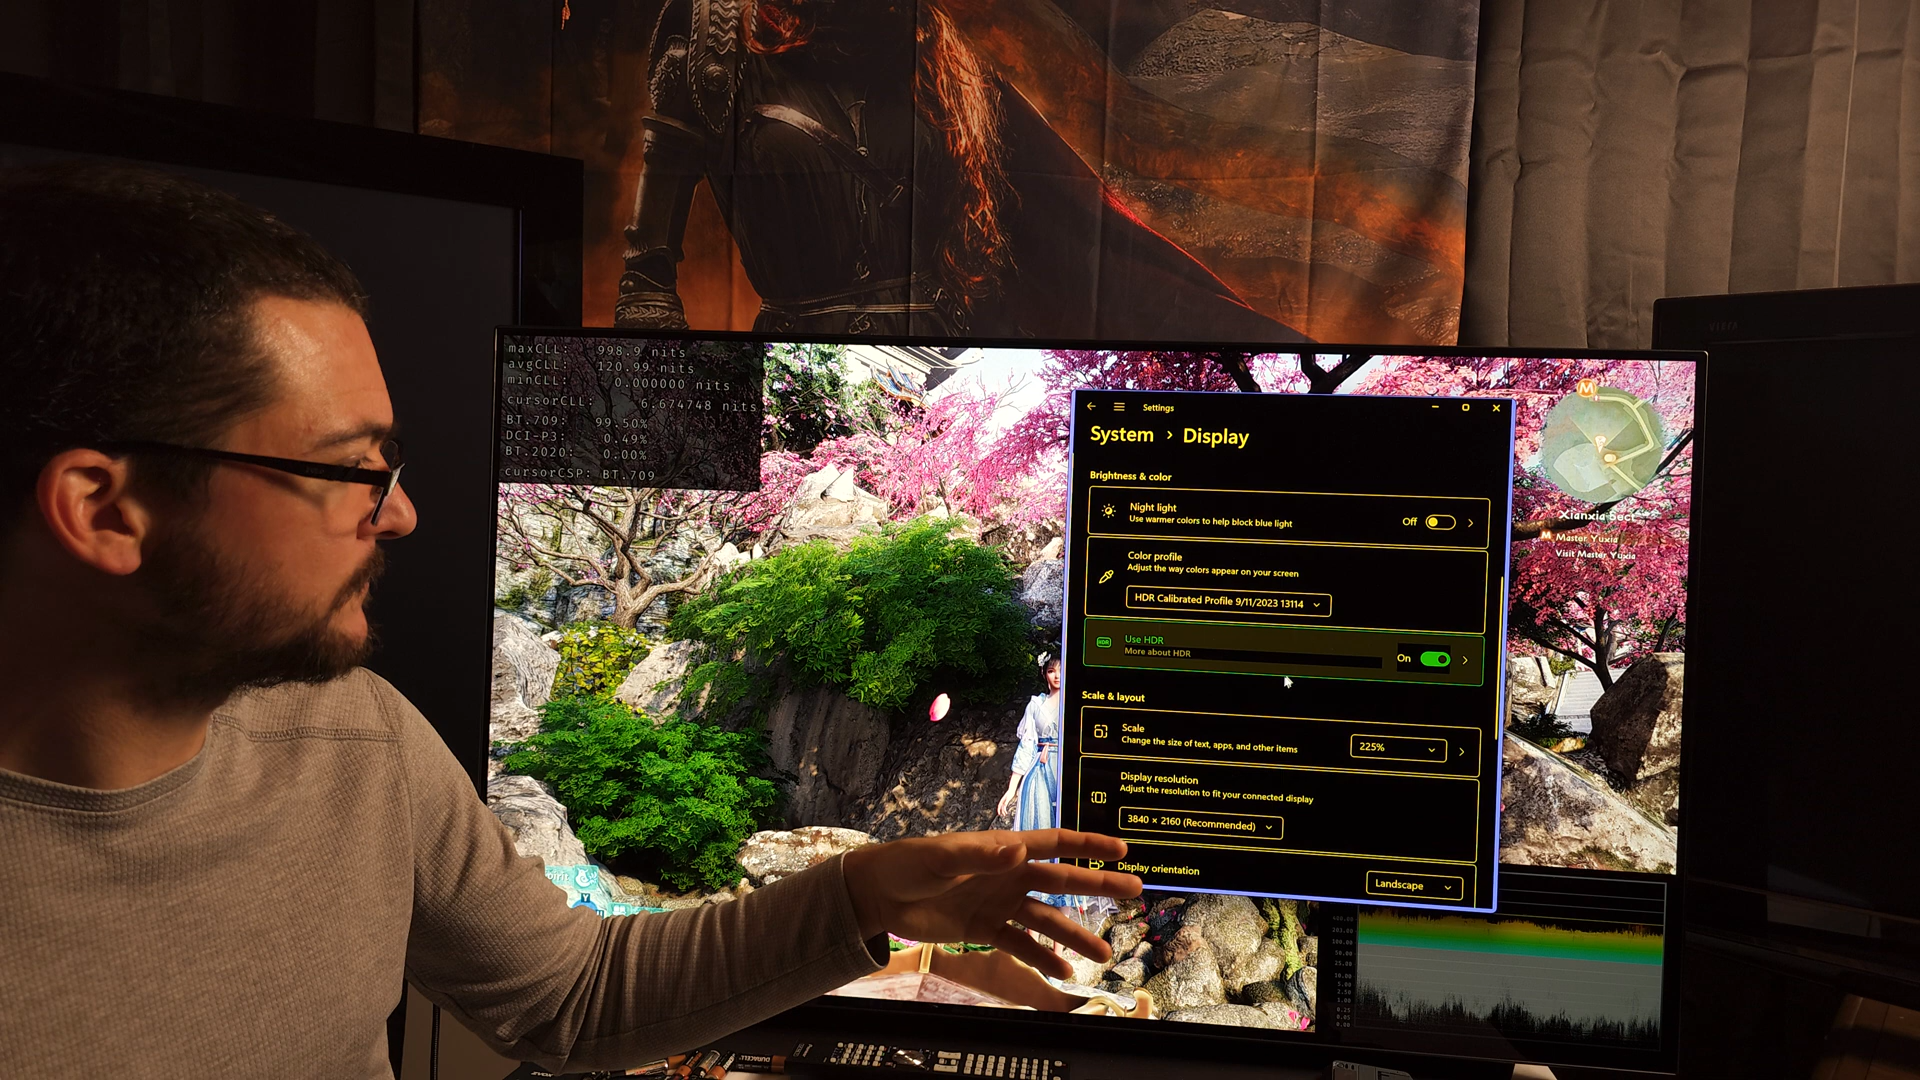 maxCLL: 998.9 nits
avgCLL: 120.99 nits
minCLL: 0.000000 nits
cursorCLL: 6.674748 nits
BT.709: 99.50%
DCI-P3: 0.49%
BT.2020: 0.00%
cursorCSP: BT.709
Settings
System > Display
Brightness & color
Night light
Use warmer colors to help block blue light
Off
Color profile
Adjust the way colors appear on your screen
HDR Calibrated Profile 9/11/2023 13114
HDR
Use HDR
More about HDR
On
Scale & layout
Scale
Change the size of text, apps, and other items
225%
Display resolution
Adjust the resolution to fit your connected display
3840 × 2160 (Recommended)
Display orientation
Landscape
M
Xianxia Sect
M Master Yuxia
Visit Master Yuxia
pirit
Y
DURACELL